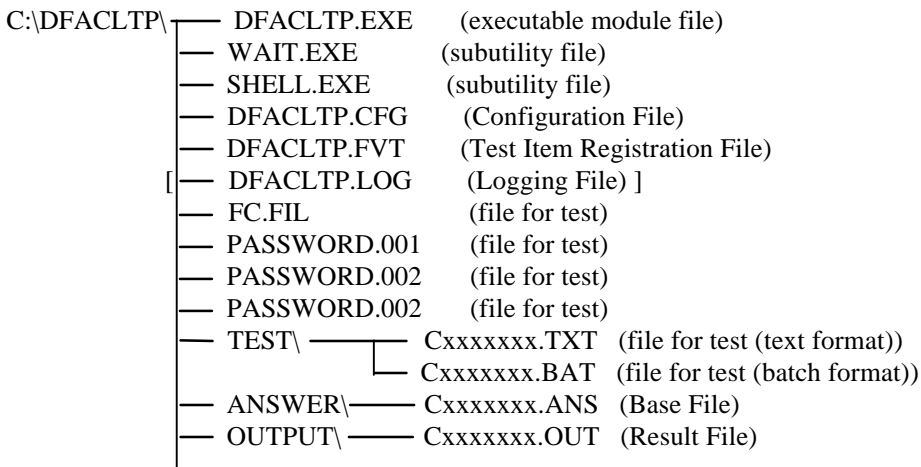 C:\DFACLTP\ DFACLTP.EXE (executable module file)
WAIT.EXE (subutility file)
SHELL.EXE (subutility file)
DFACLTP.CFG (Configuration File)
DFACLTP.FVT (Test Item Registration File)
[ DFACLTP.LOG (Logging File) ]
FC.FIL (file for test)
PASSWORD.001 (file for test)
PASSWORD.002 (file for test)
PASSWORD.002 (file for test)
TEST\ Cxxxxxxx.TXT (file for test (text format))
Cxxxxxxx.BAT (file for test (batch format))
ANSWER\ Cxxxxxxx.ANS (Base File)
OUTPUT\ Cxxxxxxx.OUT (Result File)